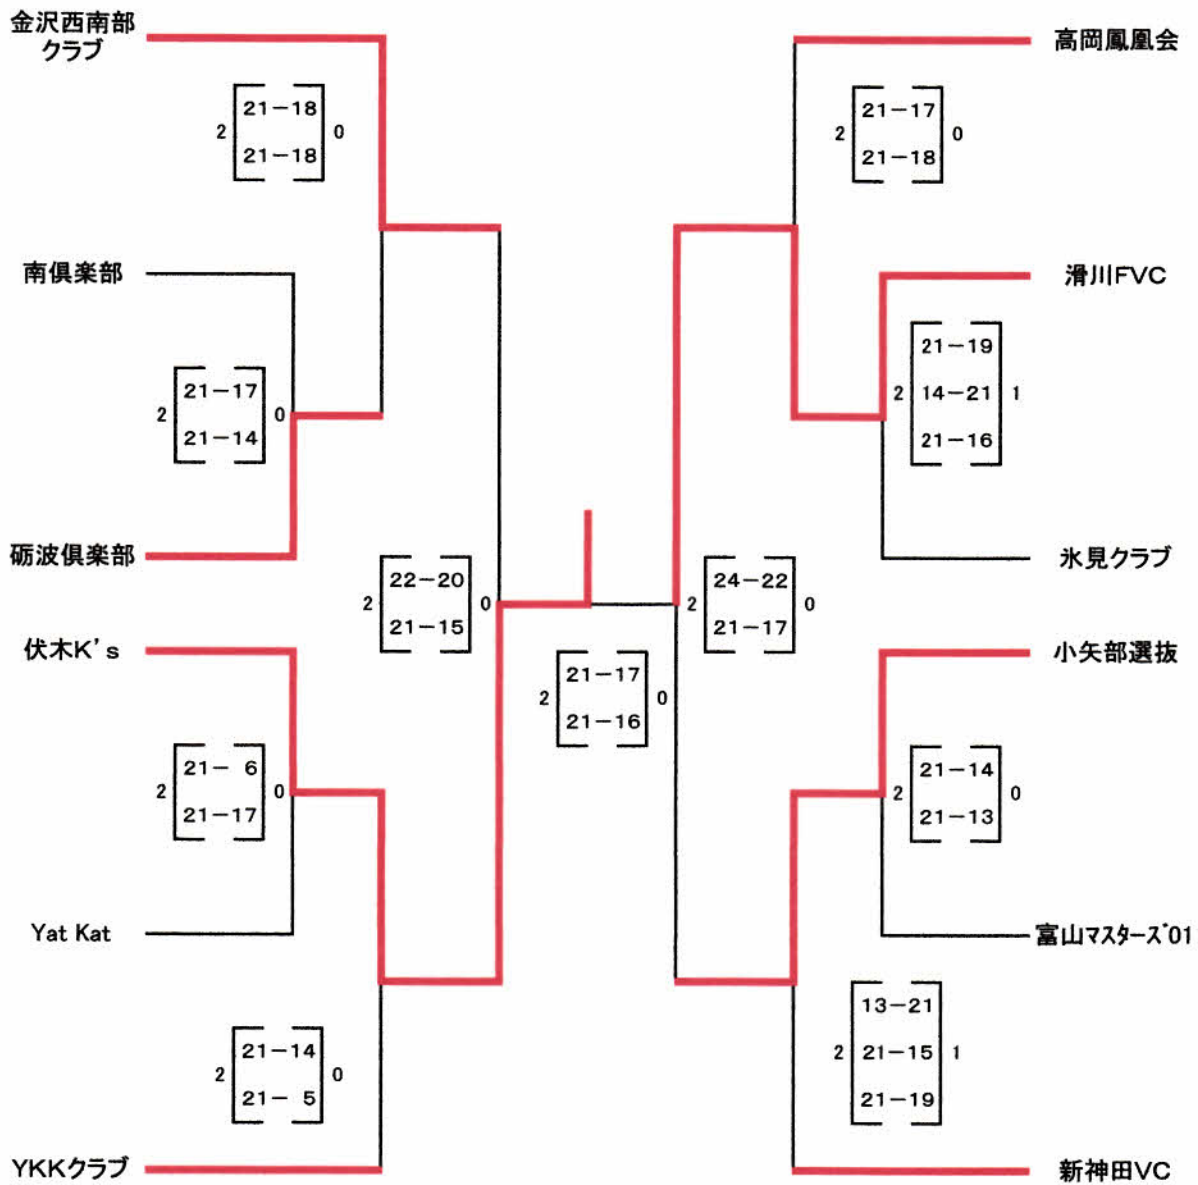 金沢西南部
クラブ
2 21-18 0
21-18
南倶楽部
2 21-17 0
21-14
砺波倶楽部
2 22-20 0
21-15
伏木K's
2 21- 6 0
21-17
Yat Kat
2 21-14 0
21- 5
YKKクラブ
2 21-17 0
21-16
高岡鳳凰会
2 21-17 0
21-18
滑川FVC
21-19
2 14-21 1
21-16
氷見クラブ
2 24-22 0
21-17
小矢部選抜
2 21-14 0
21-13
富山マスターズ'01
13-21
2 21-15 1
21-19
新神田VC